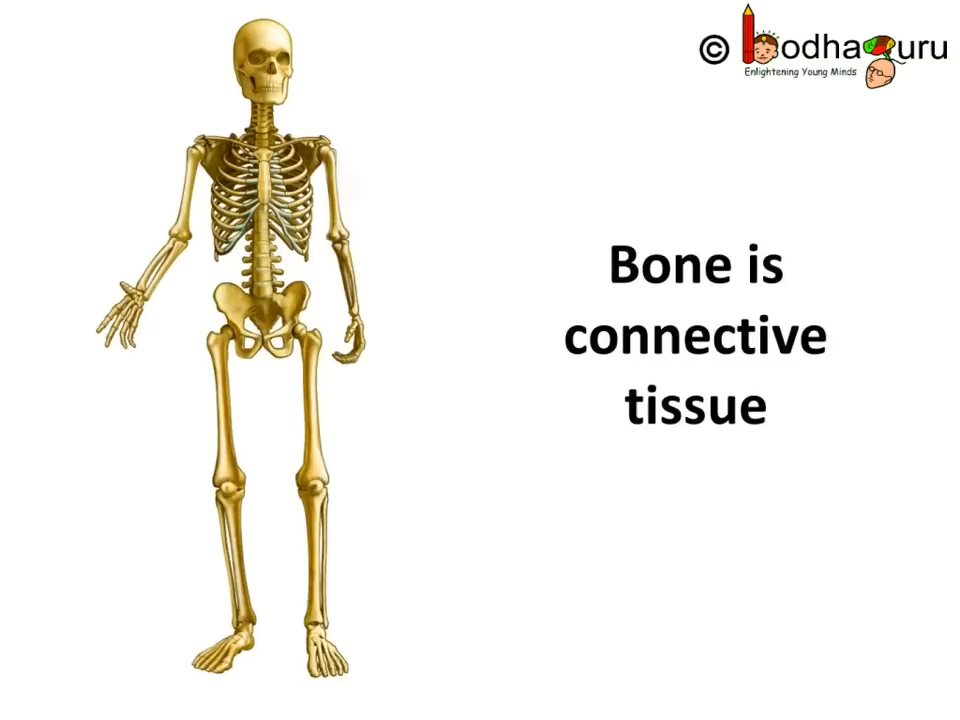 © bodhaGuru
Enlightening Young Minds
Bone is
connective
tissue